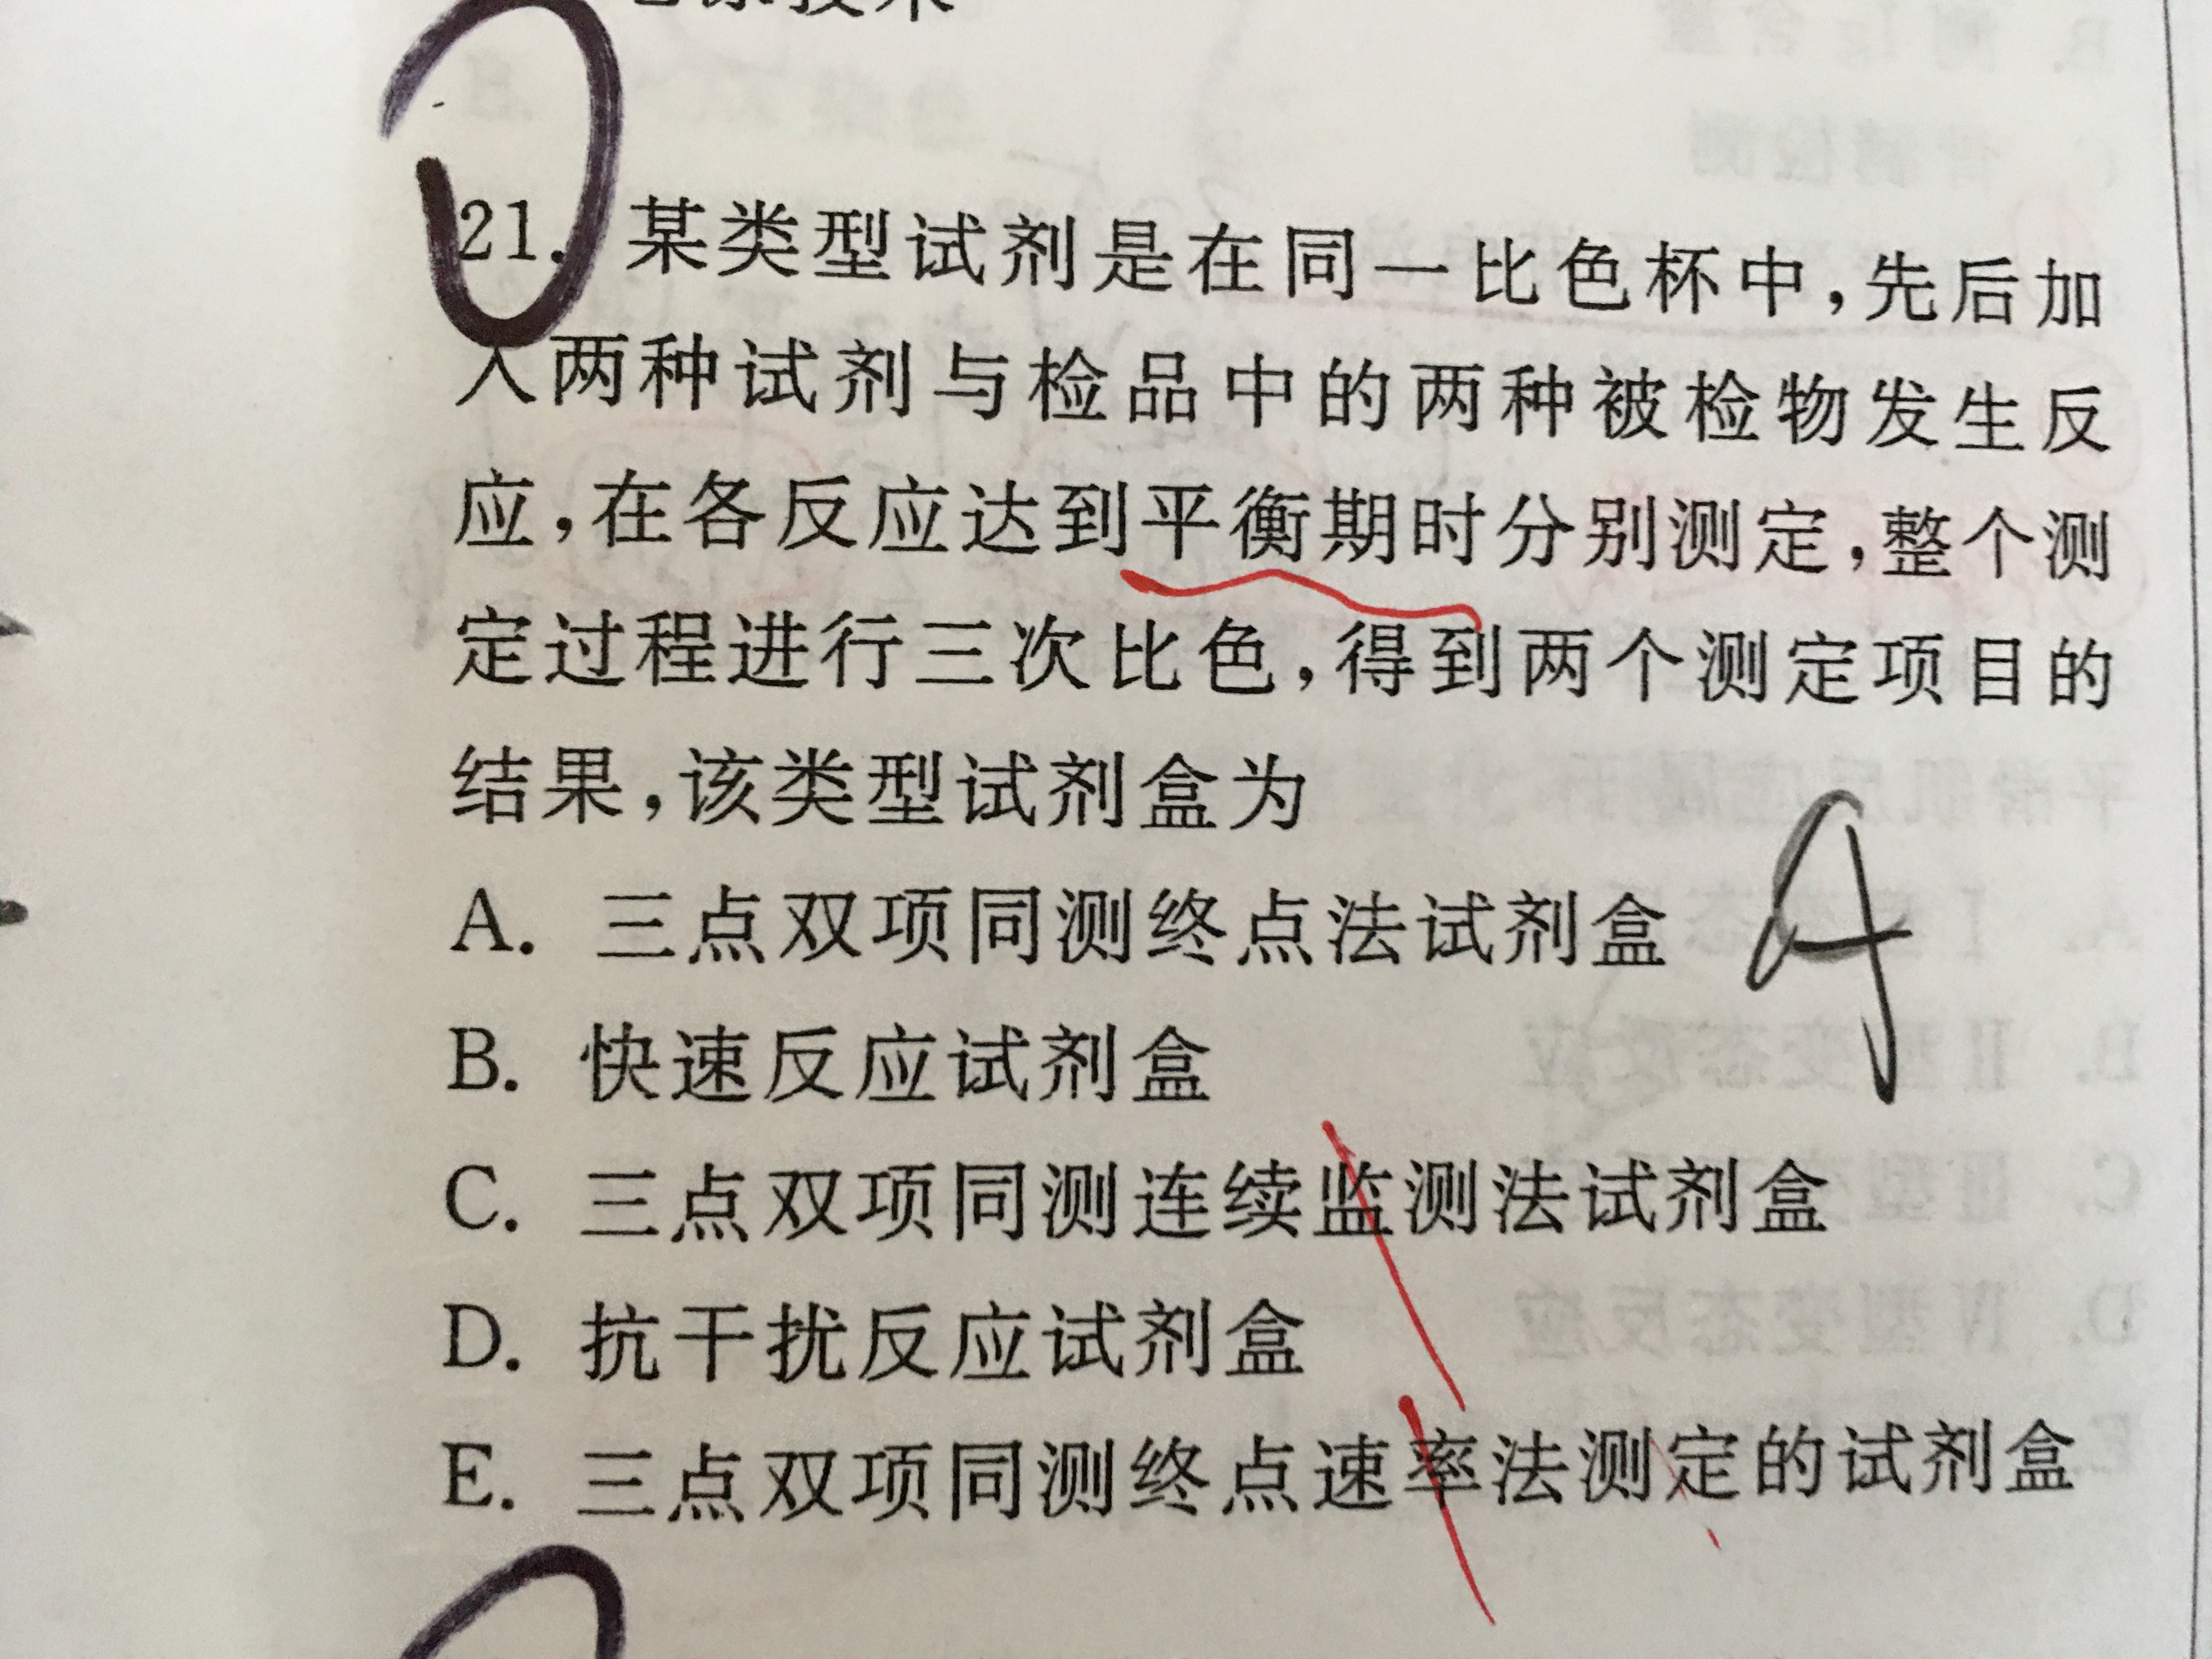 21. 某类型试剂是在同一比色杯中,先后加
入两种试剂与检品中的两种被检物发生反
应,在各反应达到平衡期时分别测定,整个测
定过程进行三次比色,得到两个测定项目的
结果,该类型试剂盒为
A. 三点双项同测终点法试剂盒
A
B. 快速反应试剂盒
C. 三点双项同测连续监测法试剂盒
D. 抗干扰反应试剂盒
E. 三点双项同测终点速率法测定的试剂盒